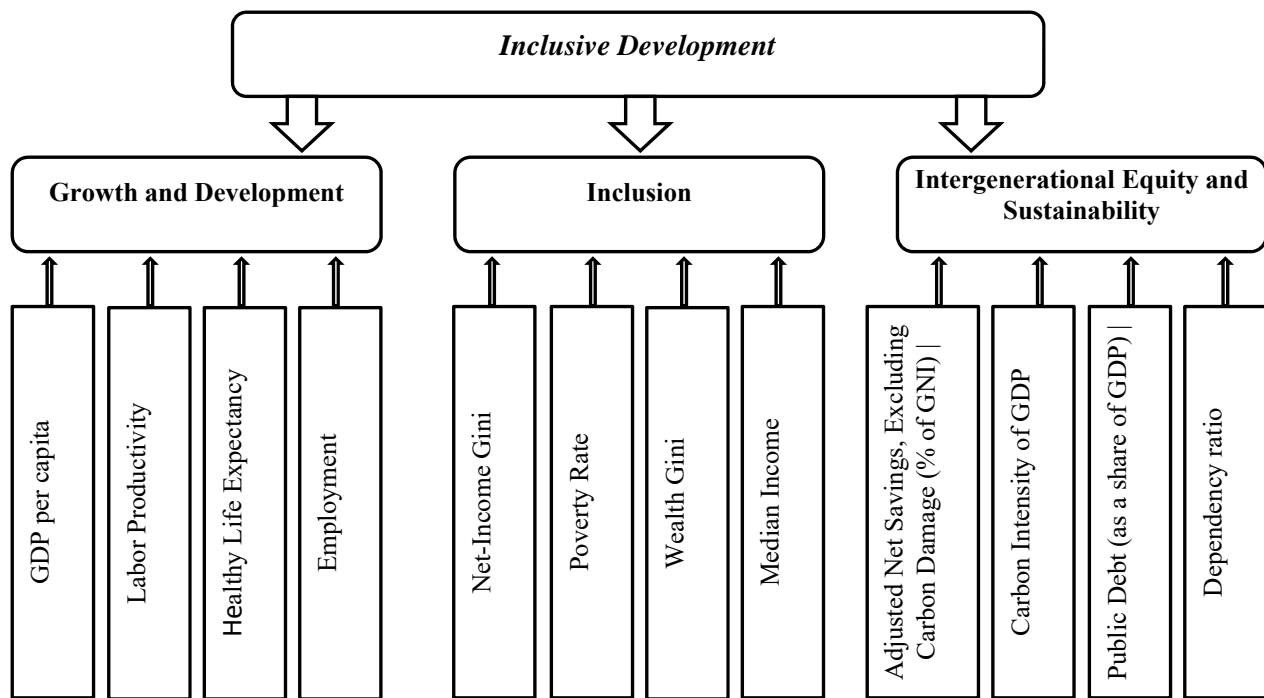 Inclusive Development
Growth and Development
Inclusion
Intergenerational Equity and
Sustainability
GDP per capita
Labor Productivity
Healthy Life Expectancy
Employment
Net-Income Gini
Poverty Rate
Wealth Gini
Median Income
Adjusted Net Savings, Excluding
Carbon Damage (% of GNI) |
Carbon Intensity of GDP
Public Debt (as a share of GDP) |
Dependency ratio